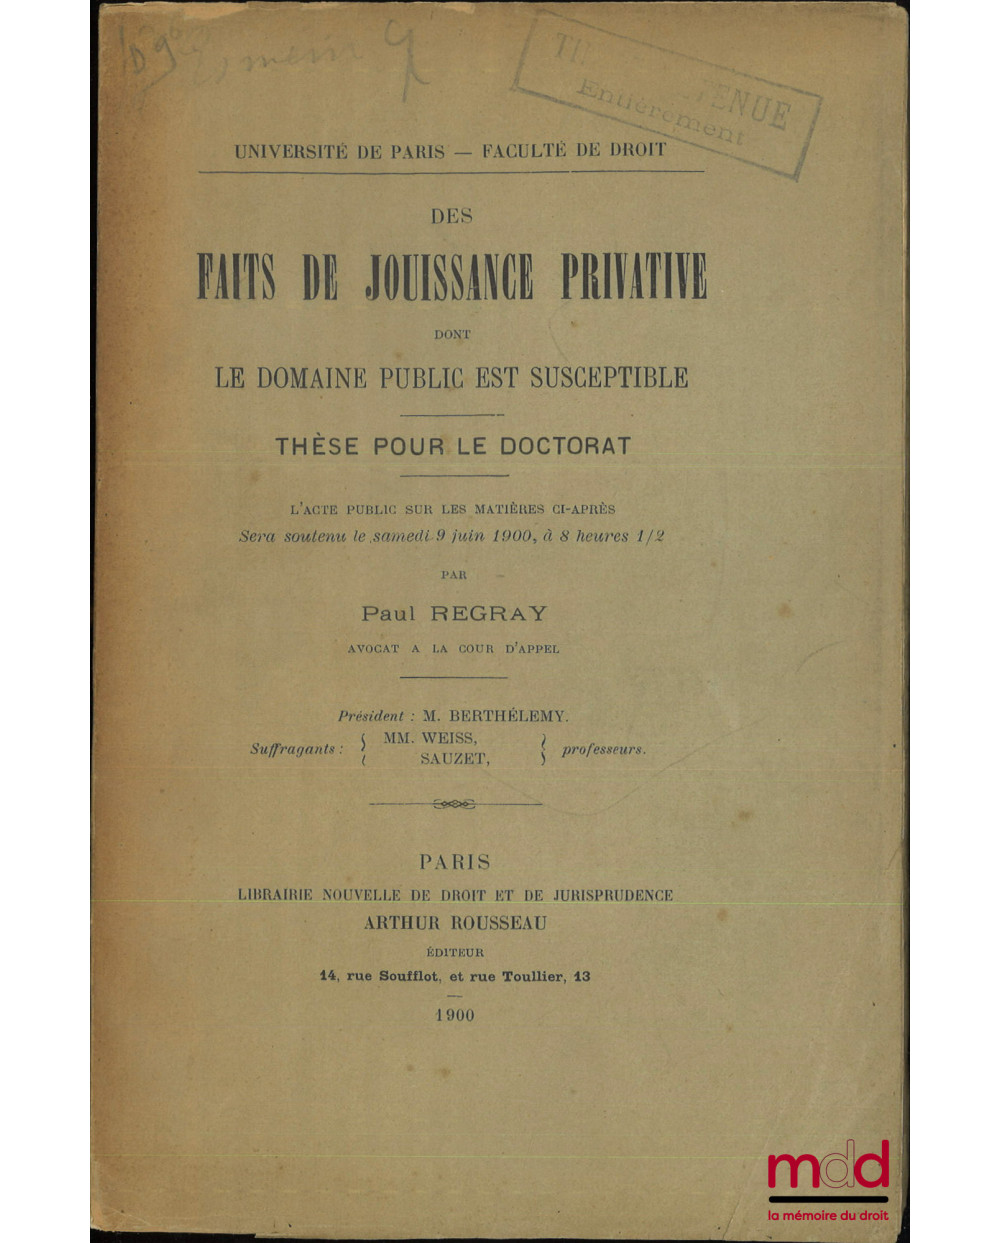 ENUE
Entièrement
UNIVERSITÉ DE PARIS — FACULTÉ DE DROIT
DES
FAITS DE JOUISSANCE PRIVATIVE
DONT
LE DOMAINE PUBLIC EST SUSCEPTIBLE
THÈSE POUR LE DOCTORAT
L'ACTE PUBLIC SUR LES MATIÈRES CI-APRÈS
Sera soutenu le samedi 9 juin 1900, à 8 heures 1/2
PAR
Paul REGRAY
AVOCAT A LA COUR D'APPEL
Président : M. BERTHÉLEMY.
Suffragants : { MM. WEISS, SAUZET, } professeurs.
PARIS
LIBRAIRIE NOUVELLE DE DROIT ET DE JURISPRUDENCE
ARTHUR ROUSSEAU
ÉDITEUR
14, rue Soufflot, et rue Toullier, 13
1900
mdd
la mémoire du droit